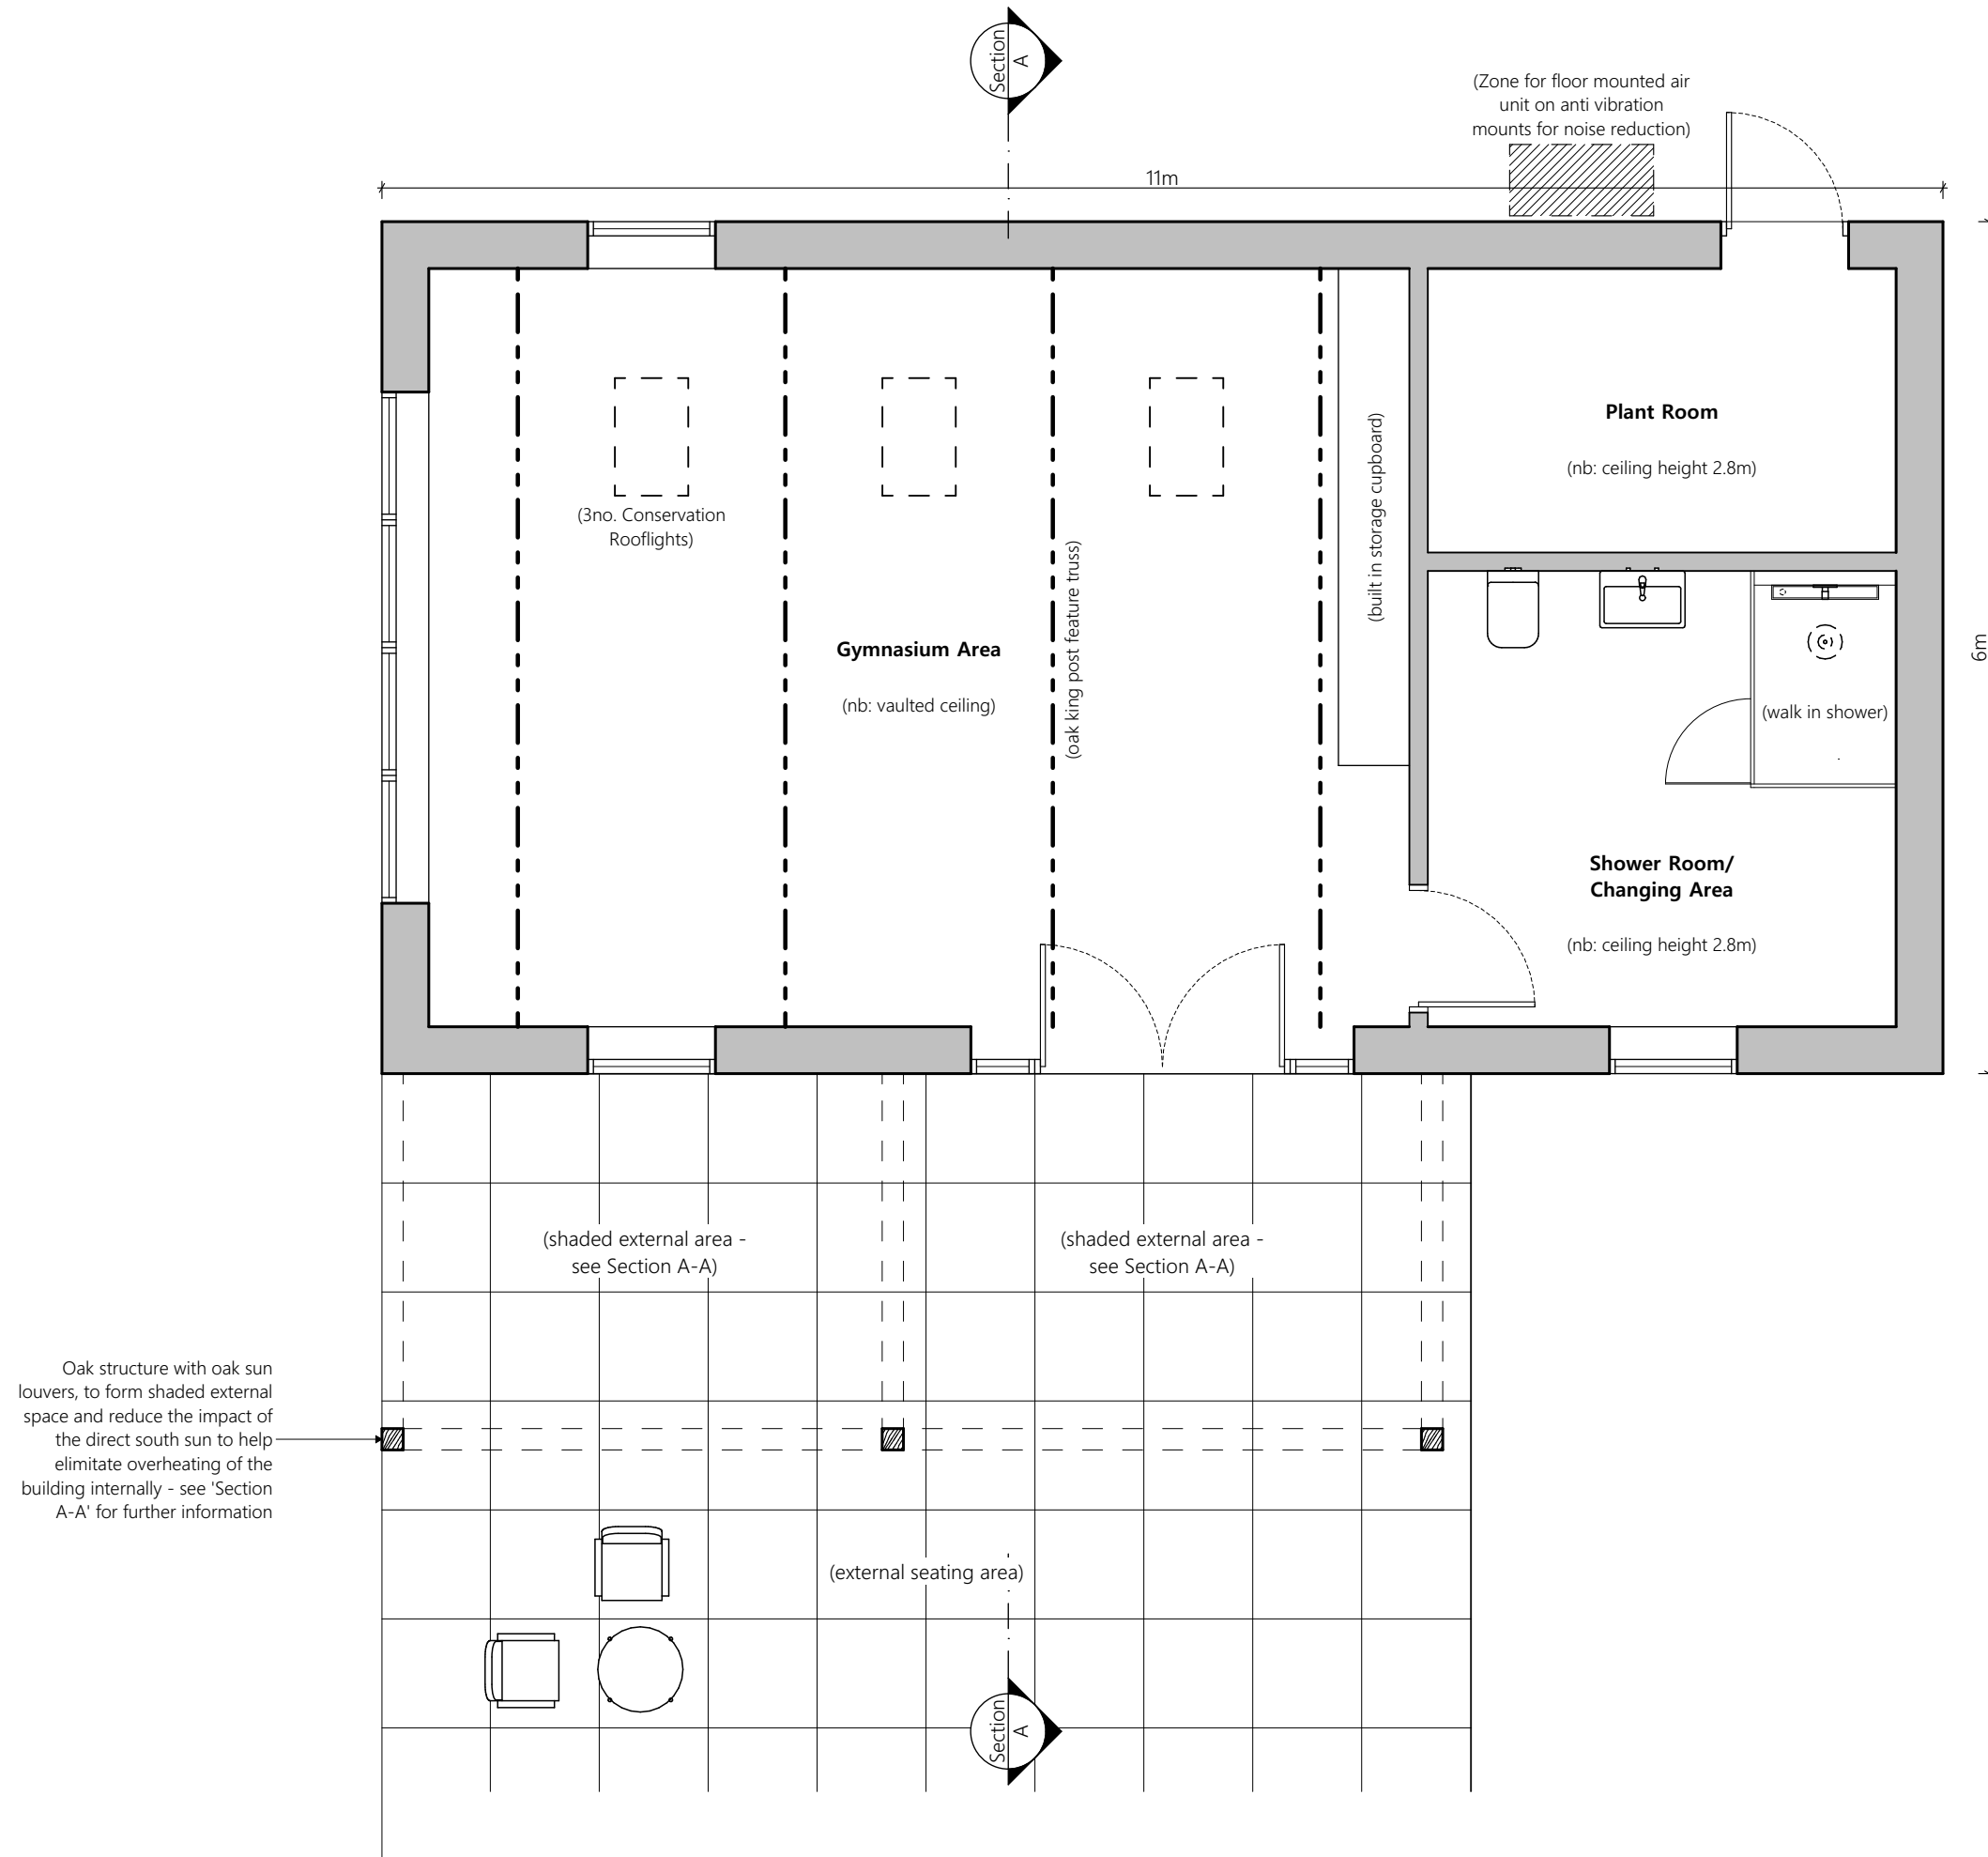 Section
A
(Zone for floor mounted air
unit on anti vibration
mounts for noise reduction)
11m
Plant Room
(nb: ceiling height 2.8m)
(built in storage cupboard)
(3no. Conservation
Rooflights)
(oak king post feature truss)
Gymnasium Area
(nb: vaulted ceiling)
6m
(walk in shower)
Shower Room/
Changing Area
(nb: ceiling height 2.8m)
(shaded external area -
see Section A-A)
(shaded external area -
see Section A-A)
Oak structure with oak sun
louvers, to form shaded external
space and reduce the impact of
the direct south sun to help
elimitate overheating of the
building internally - see 'Section
A-A' for further information
(external seating area)
Section
A